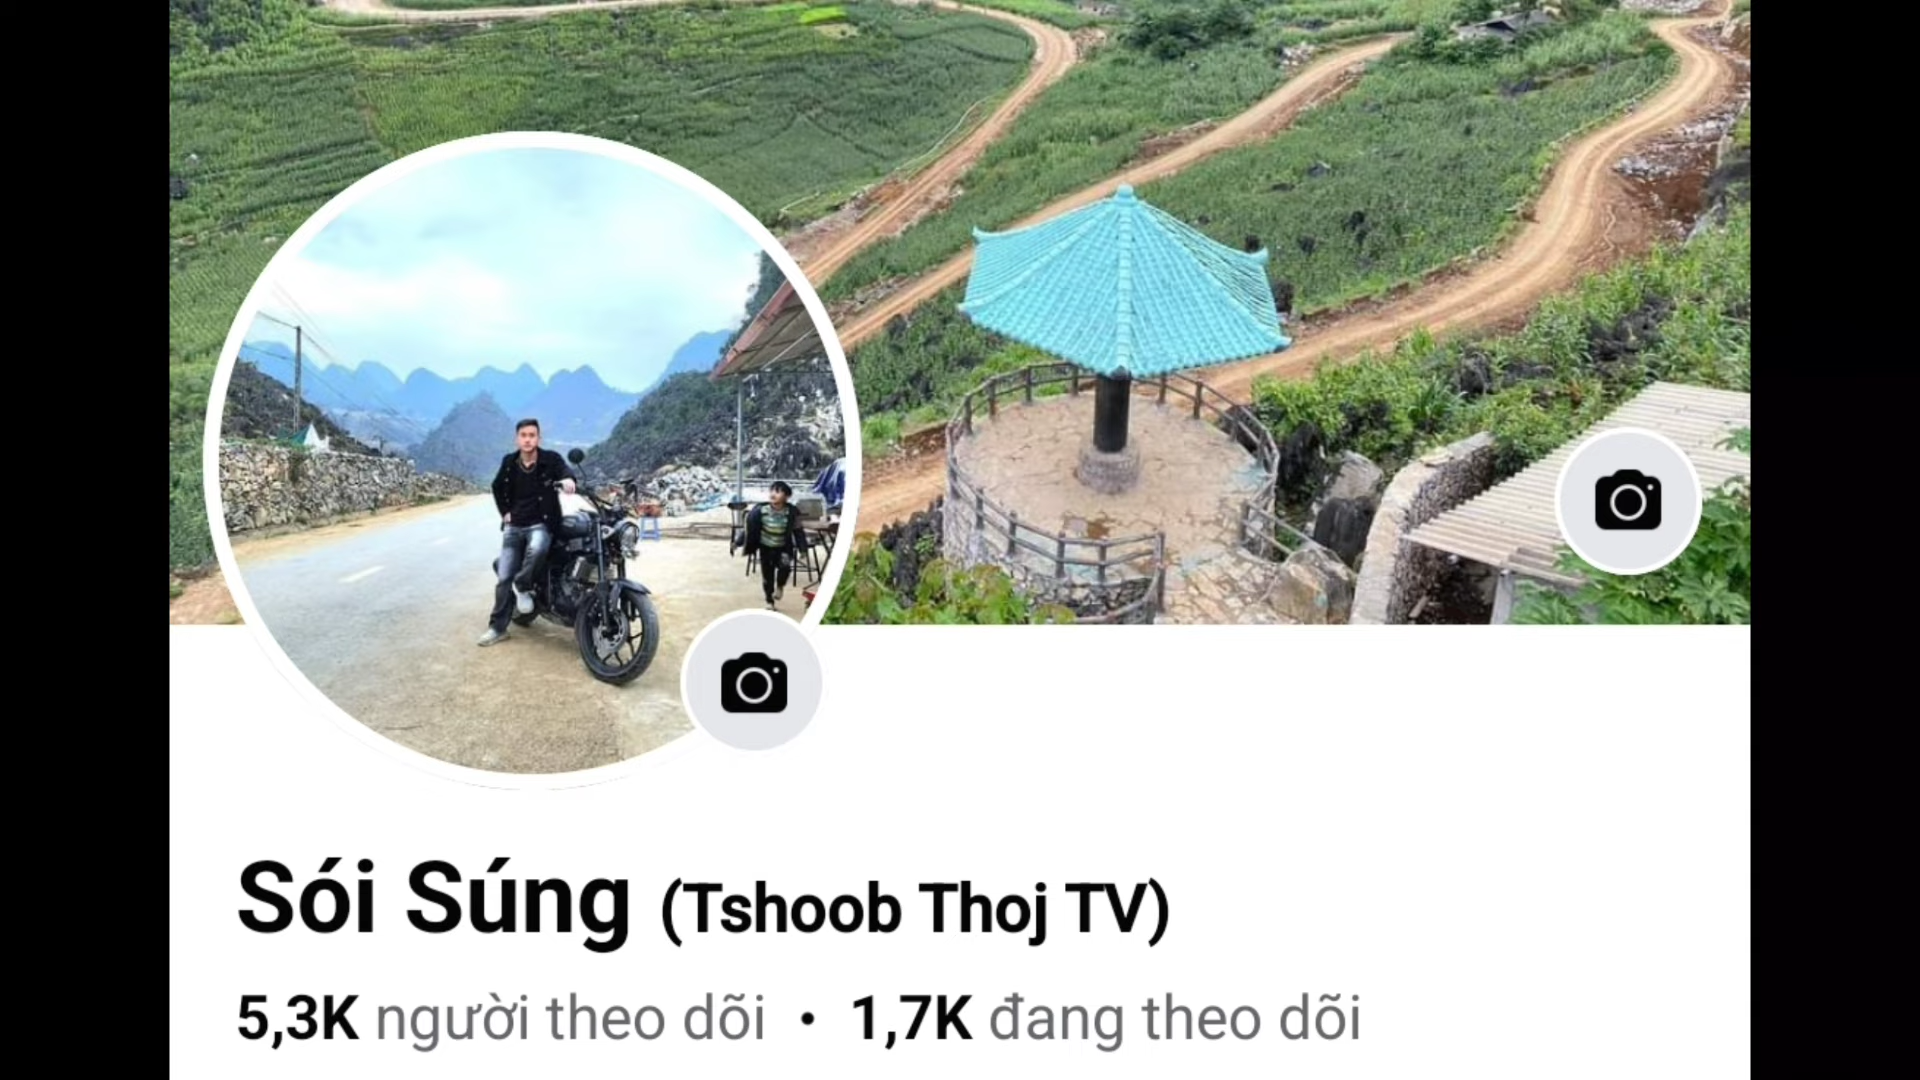 Sói Súng (Tshoob Thoj TV)
5,3K người theo dõi • 1,7K đang theo dõi